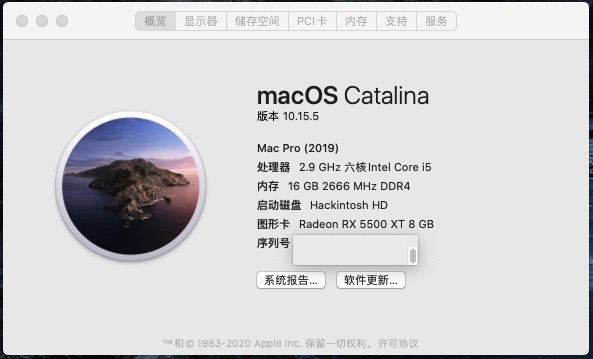 概览 显示器 储存空间 PCI卡 内存 支持 服务
macOS Catalina
版本 10.15.5
Mac Pro (2019)
处理器 2.9 GHz 六核Intel Core i5
内存 16 GB 2666 MHz DDR4
启动磁盘 Hackintosh HD
图形卡 Radeon RX 5500 XT 8 GB
序列号
系统报告... 软件更新...
™和© 1983-2020 Apple Inc. 保留一切权利。许可协议